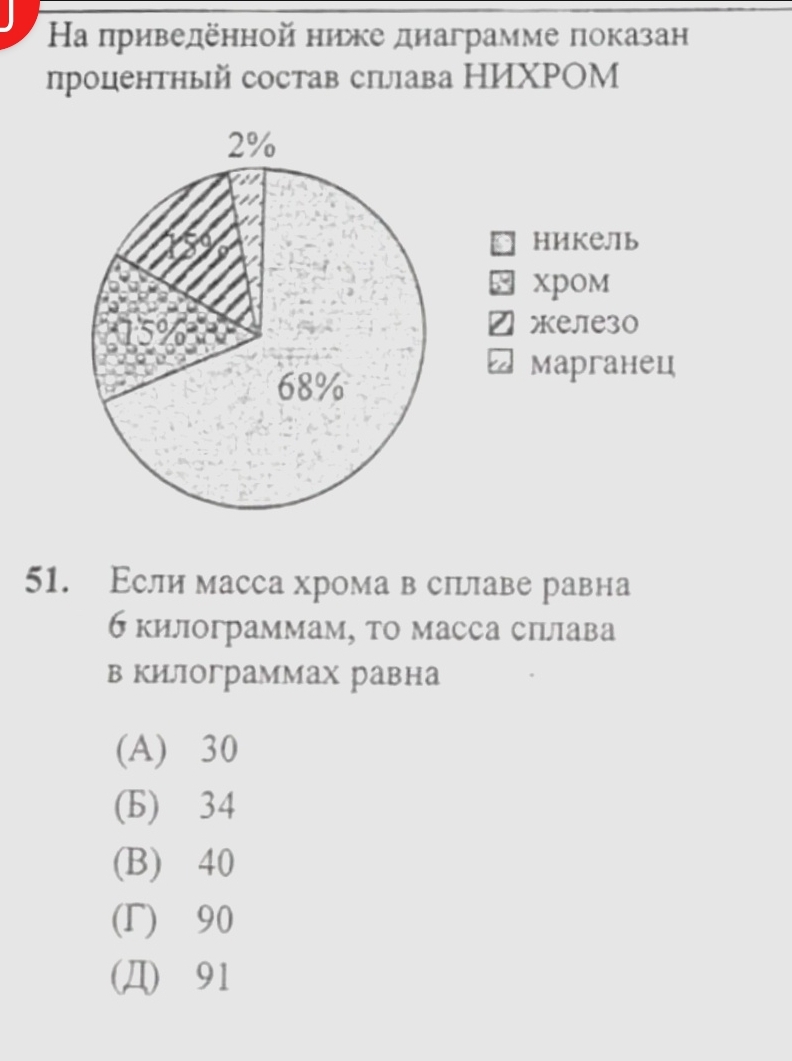 На приведённой ниже диаграмме показан
процентный состав сплава НИХРОМ
2%
15%
15%
68%
никель
хром
железо
марганец
51. Если масса хрома в сплаве равна
6 килограммам, то масса сплава
в килограммах равна
(А) 30
(Б) 34
(В) 40
(Г) 90
(Д) 91